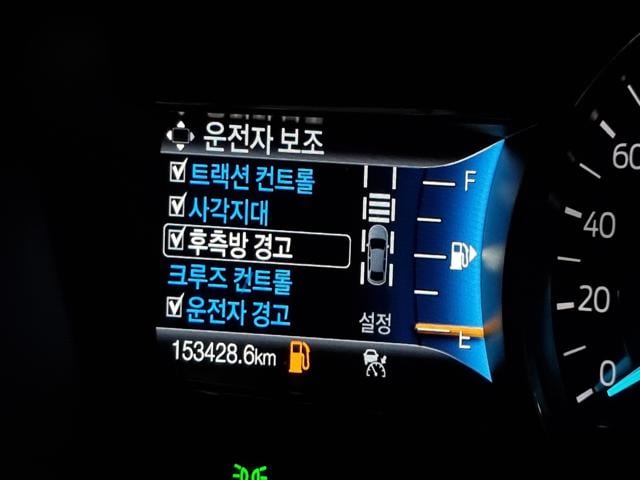 운전자 보조
트랙션 컨트롤
사각지대
후측방 경고
크루즈 컨트롤
운전자 경고
설정
153428.6km
F
E
60
40
20
0